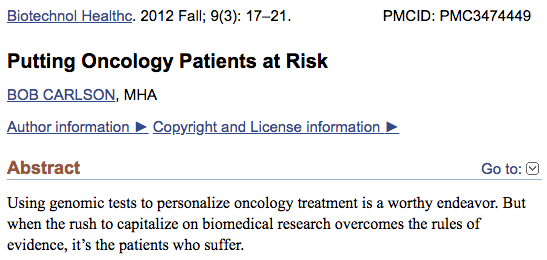 Biotechnol Healthc. 2012 Fall; 9(3): 17–21. PMCID: PMC3474449
Putting Oncology Patients at Risk
BOB CARLSON, MHA
Author information ► Copyright and License information ►
Abstract Go to:
Using genomic tests to personalize oncology treatment is a worthy endeavor. But
when the rush to capitalize on biomedical research overcomes the rules of
evidence, it’s the patients who suffer.